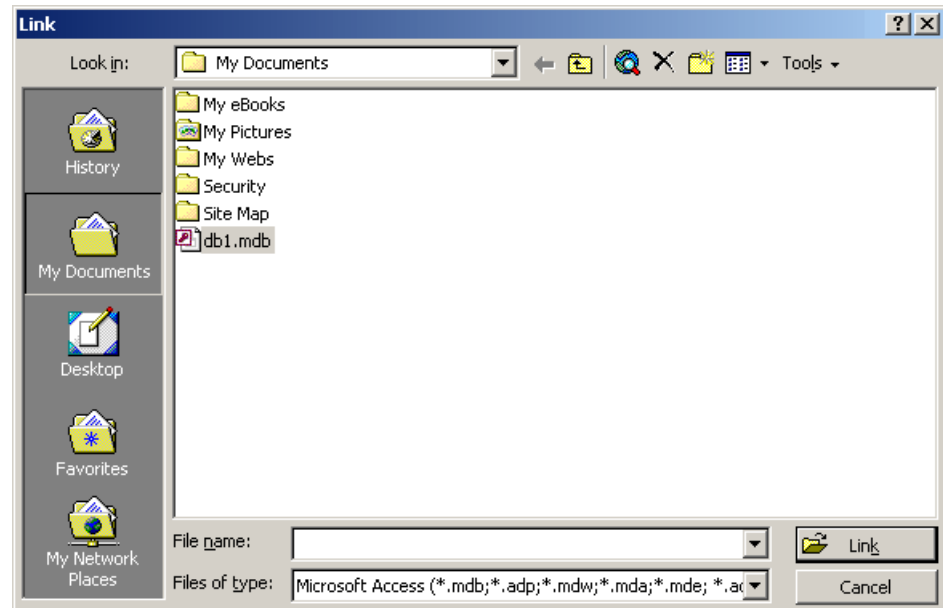 Link
Look in:
My Documents
Tools
My eBooks
My Pictures
My Webs
Security
Site Map
db1.mdb
History
My Documents
Desktop
Favorites
My Network
Places
File name:
Link
Files of type:
Microsoft Access (*.mdb;*.adp;*.mdw;*.mda;*.mde; *.ac
Cancel